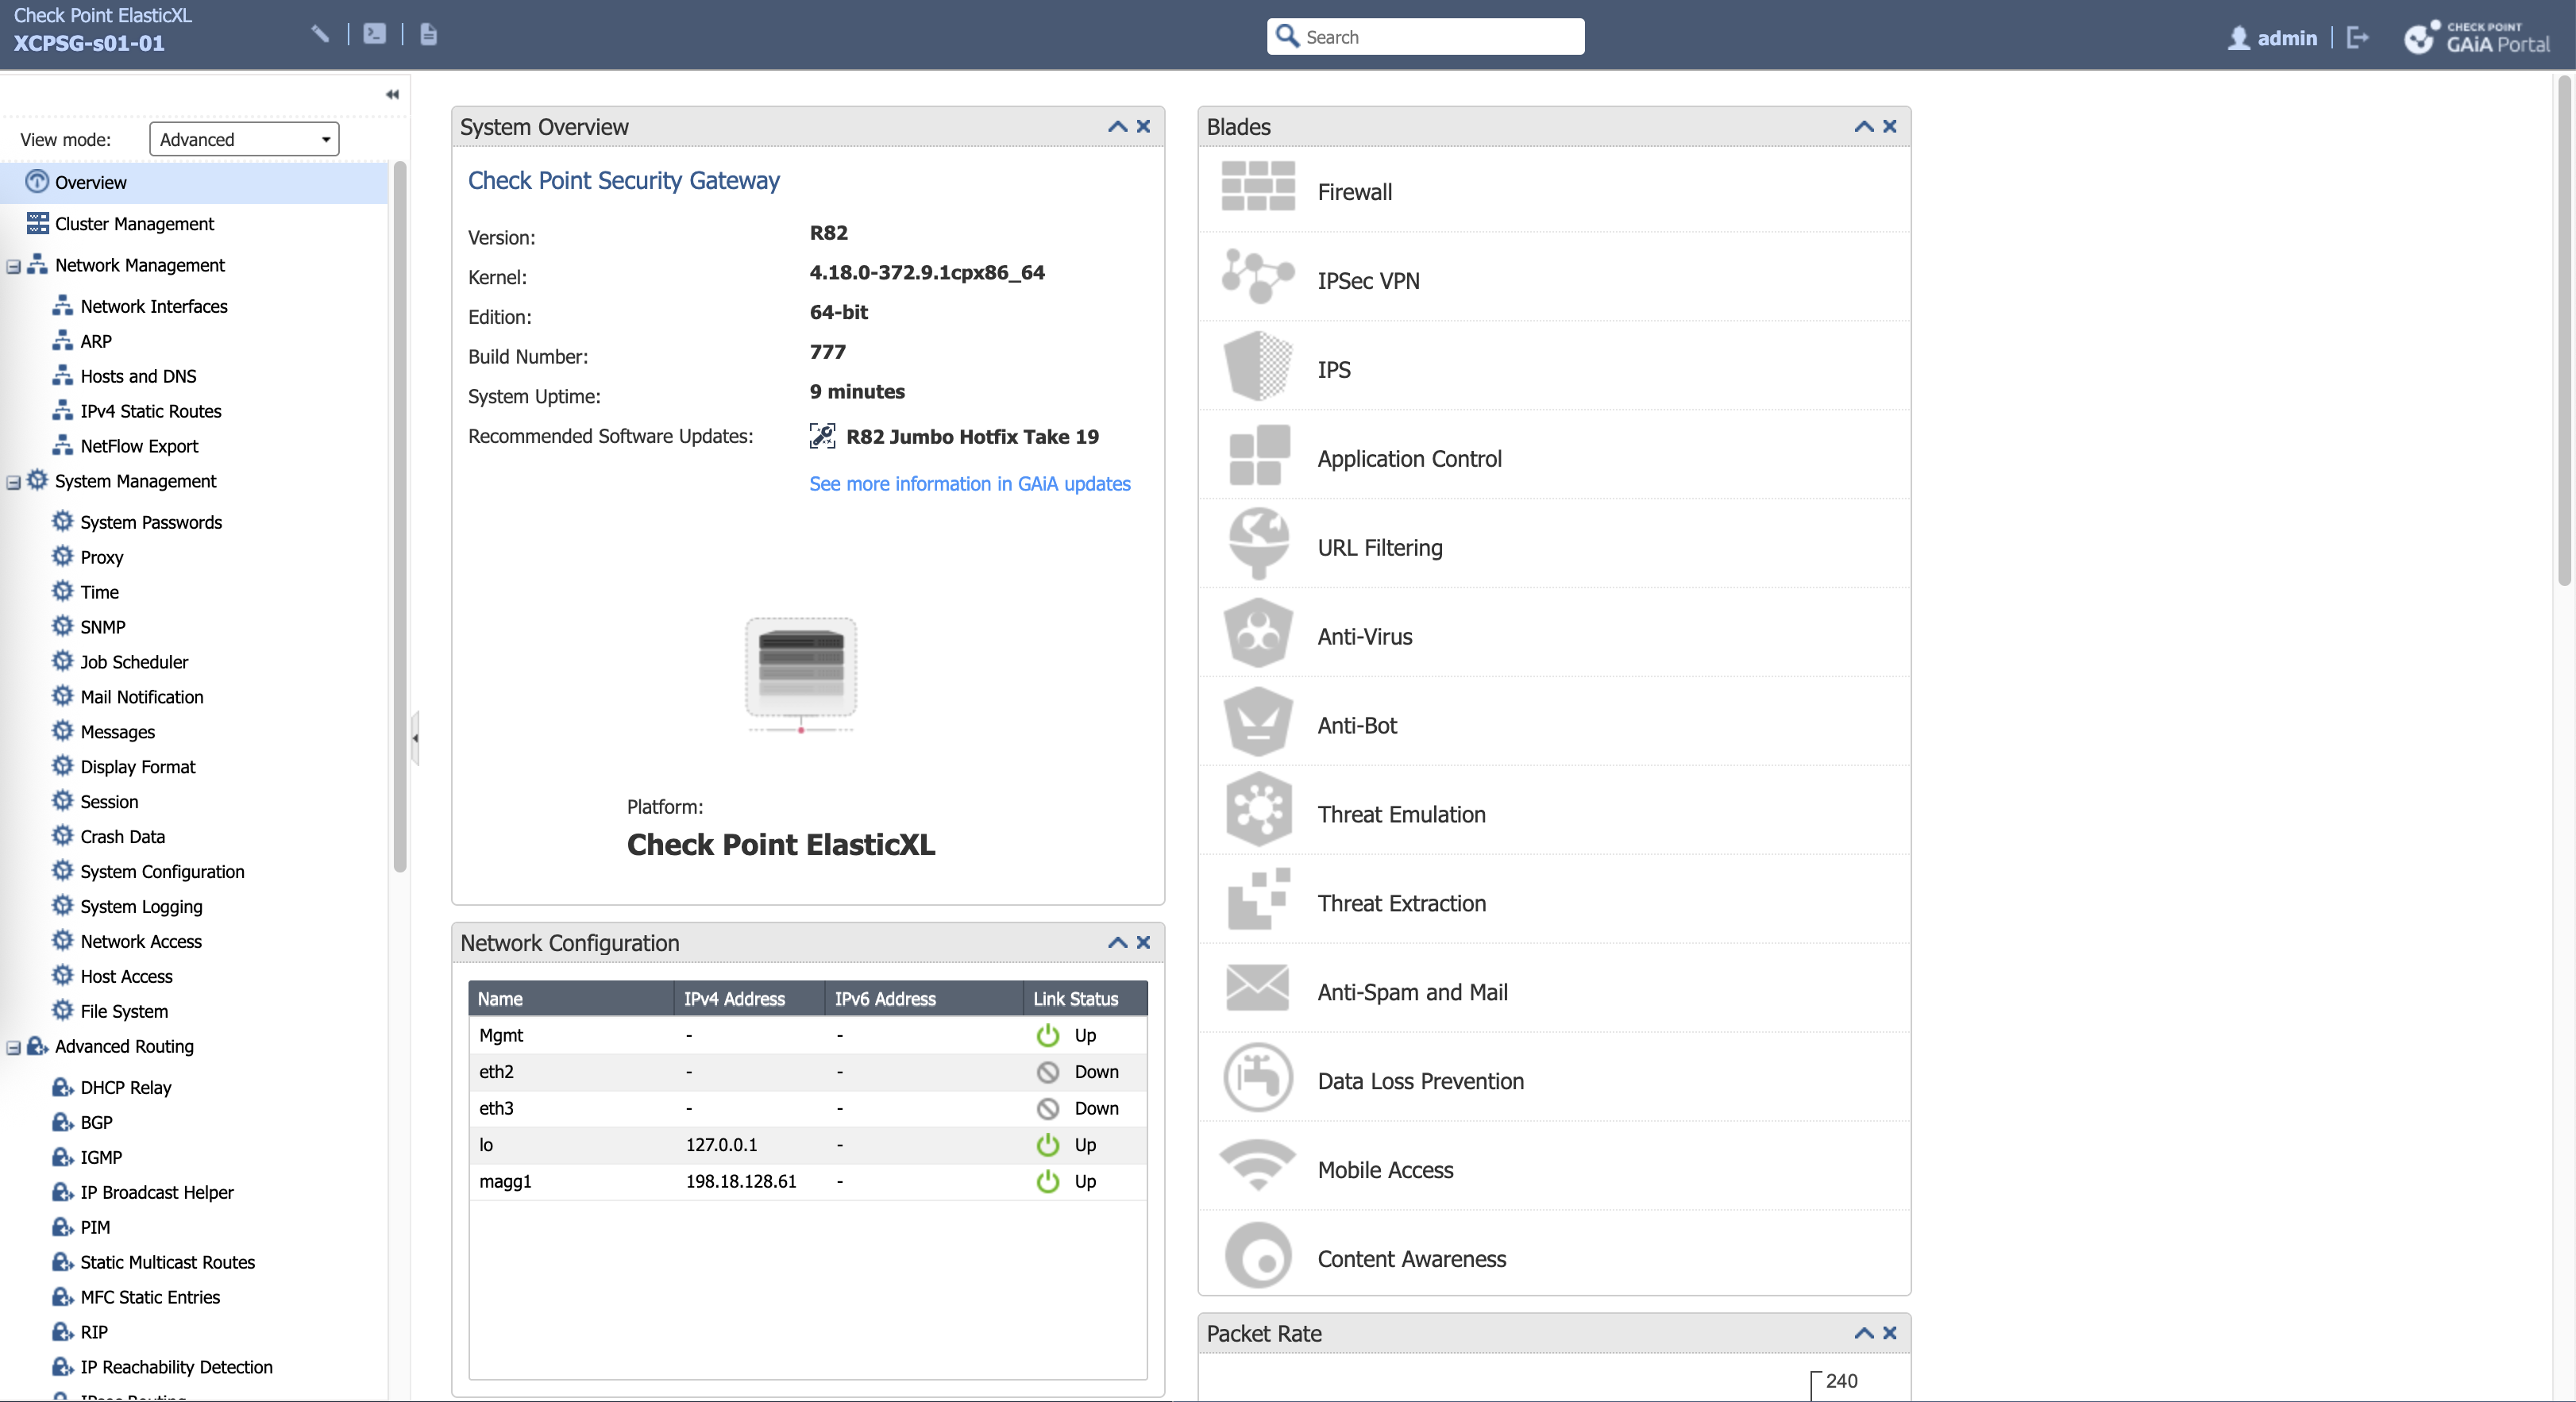 Check Point ElasticXL
XCPSG-s01-01
Search
admin
CHECK POINT
GAiA Portal
View mode:
Advanced
Overview
Cluster Management
Network Management
Network Interfaces
ARP
Hosts and DNS
IPv4 Static Routes
NetFlow Export
System Management
System Passwords
Proxy
Time
SNMP
Job Scheduler
Mail Notification
Messages
Display Format
Session
Crash Data
System Configuration
System Logging
Network Access
Host Access
File System
Advanced Routing
DHCP Relay
BGP
IGMP
IP Broadcast Helper
PIM
Static Multicast Routes
MFC Static Entries
RIP
IP Reachability Detection
System Overview
Check Point Security Gateway
Version: R82
Kernel: 4.18.0-372.9.1cpx86_64
Edition: 64-bit
Build Number: 777
System Uptime: 9 minutes
Recommended Software Updates: R82 Jumbo Hotfix Take 19
See more information in GAiA updates
Platform:
Check Point ElasticXL
Network Configuration
Name IPv4 Address IPv6 Address Link Status
Mgmt - - Up
eth2 - - Down
eth3 - - Down
lo 127.0.0.1 - Up
magg1 198.18.128.61 - Up
Blades
Firewall
IPSec VPN
IPS
Application Control
URL Filtering
Anti-Virus
Anti-Bot
Threat Emulation
Threat Extraction
Anti-Spam and Mail
Data Loss Prevention
Mobile Access
Content Awareness
Packet Rate
240